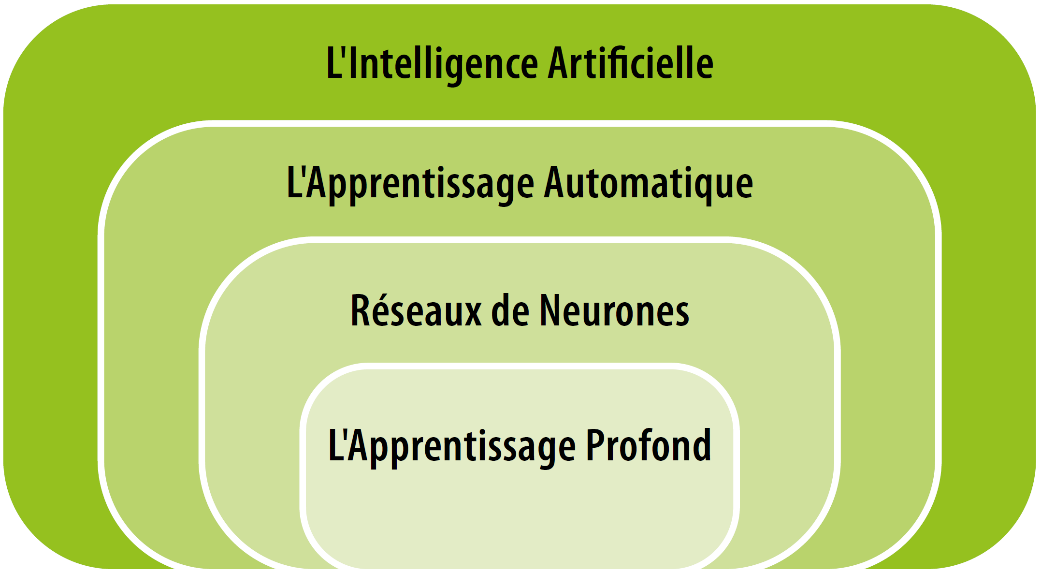 L'Intelligence Artificielle
L'Apprentissage Automatique
Réseaux de Neurones
L'Apprentissage Profond